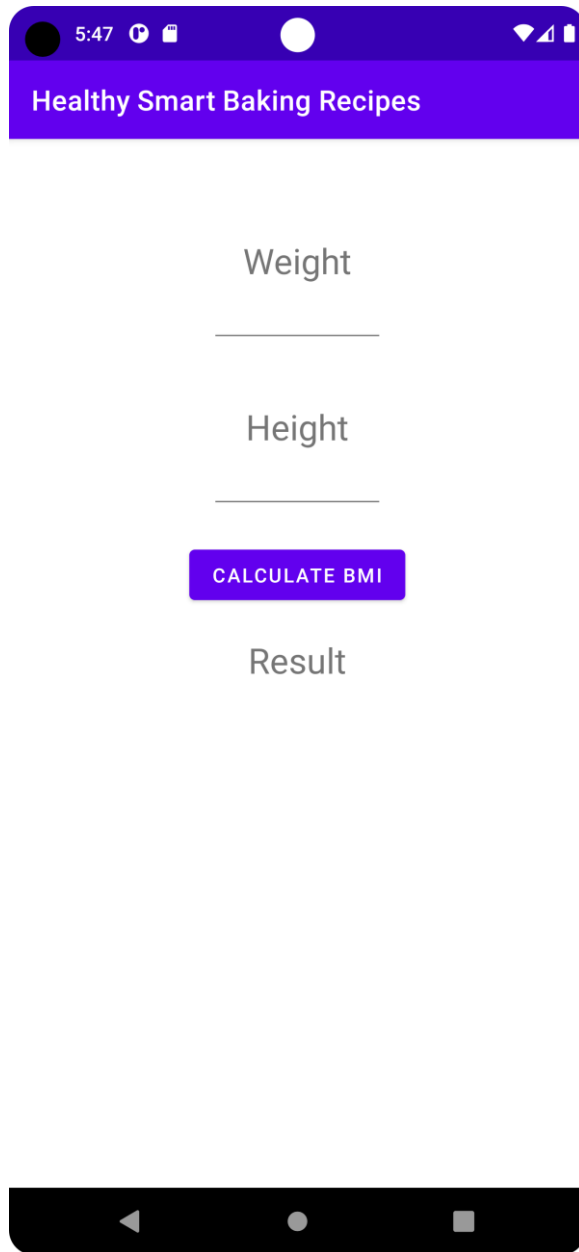 5:47
Healthy Smart Baking Recipes
Weight
Height
CALCULATE BMI
Result